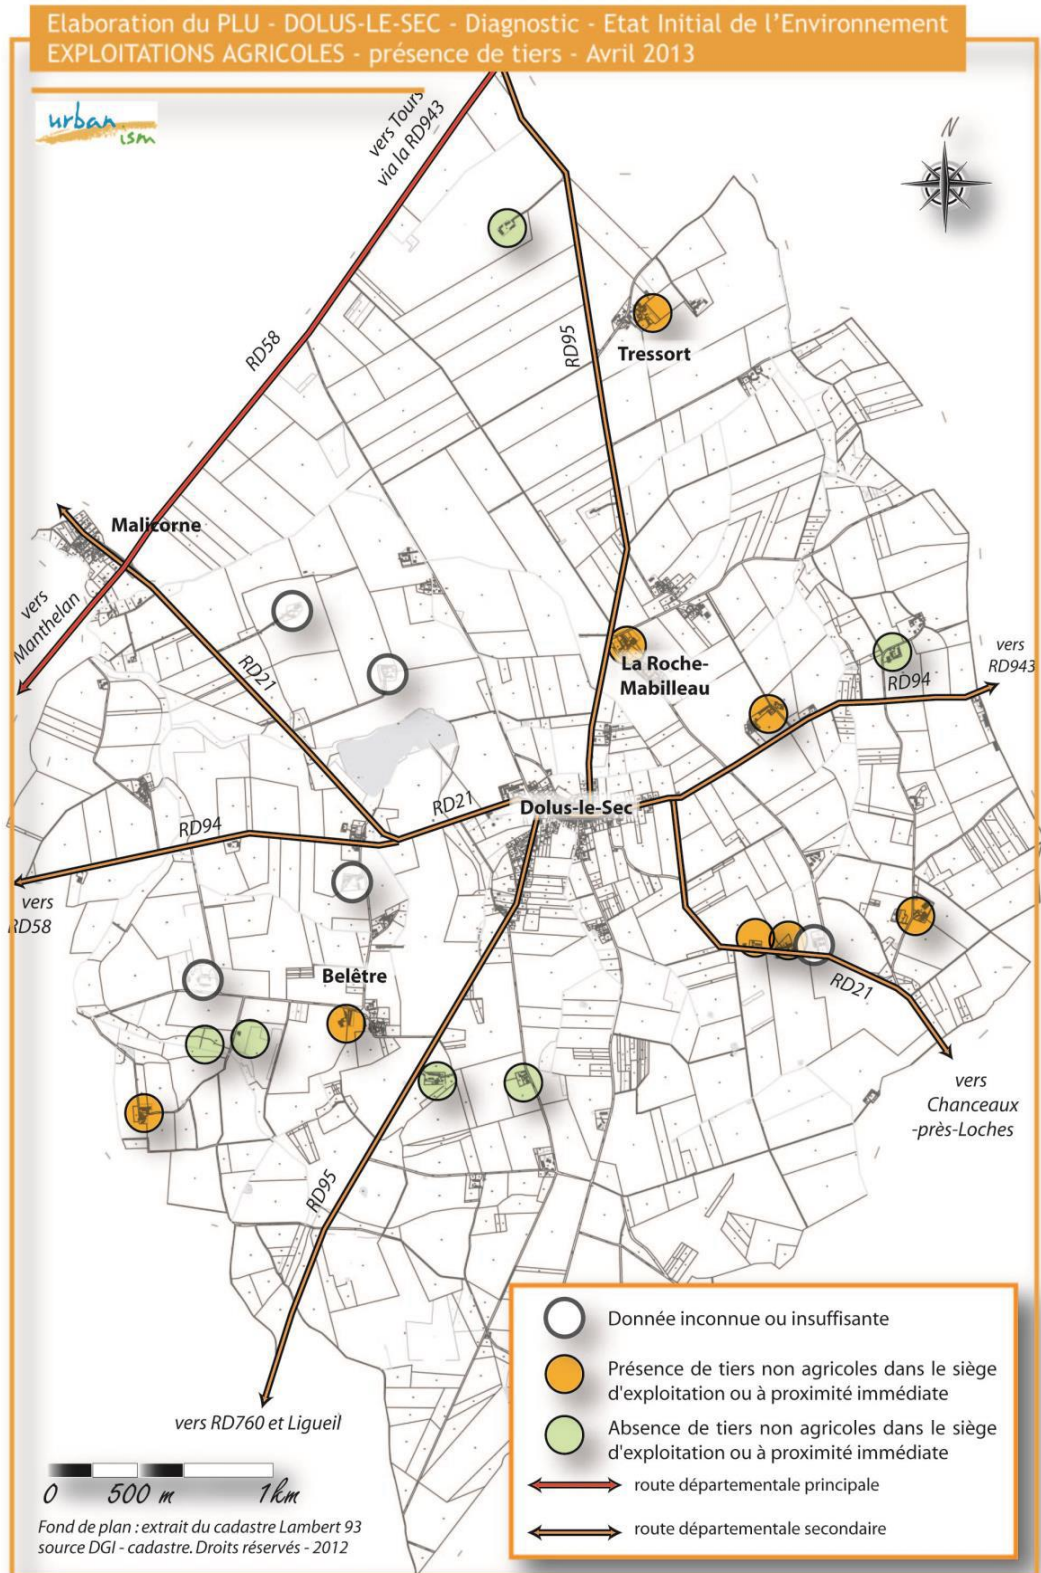 Elaboration du PLU - DOLUS-LE-SEC - Diagnostic - Etat Initial de l'Environnement
EXPLOITATIONS AGRICOLES - présence de tiers - Avril 2013
urban
ism
vers Tours
via la RD943
N
RD58
RD95
Tressort
Malicorne
vers
Manthelan
RD21
La Roche-
Mabilleau
vers
RD943
RD94
RD21
Dolus-le-Sec
RD94
vers
RD58
Belêtre
RD21
vers
Chanceaux
-près-Loches
RD95
vers RD760 et Ligueil
Donnée inconnue ou insuffisante
Présence de tiers non agricoles dans le siège
d'exploitation ou à proximité immédiate
Absence de tiers non agricoles dans le siège
d'exploitation ou à proximité immédiate
route départementale principale
route départementale secondaire
0 500 m 1km
Fond de plan : extrait du cadastre Lambert 93
source DGI - cadastre. Droits réservés - 2012